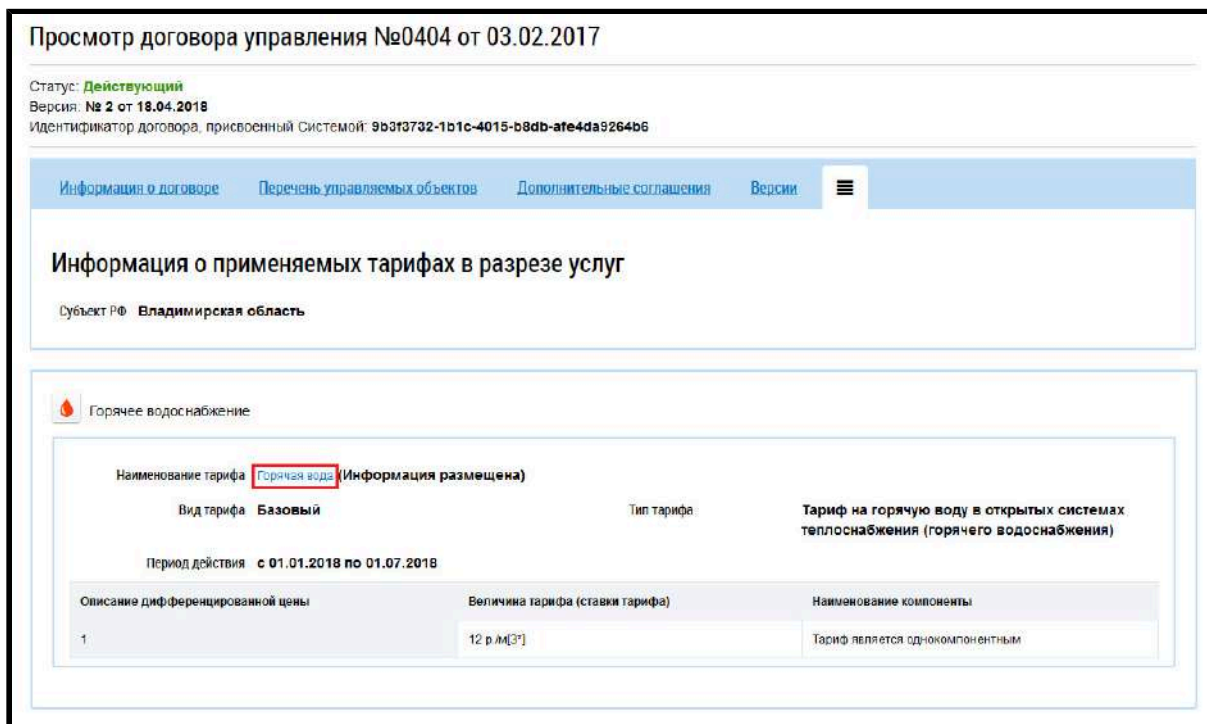 Просмотр договора управления №0404 от 03.02.2017
Статус: Действующий
Версия: № 2 от 18.04.2018
Идентификатор договора, присвоенный Системой: 9b3f3732-1b1c-4015-b8db-afe4da9264b6
Информация о договоре Перечень управляемых объектов Дополнительные соглашения Версии
Информация о применяемых тарифах в разрезе услуг
Субъект РФ Владимирская область
Горячее водоснабжение
Наименование тарифа Горячая вода (Информация размещена)
Вид тарифа Базовый Тип тарифа Тариф на горячую воду в открытых системах
теплоснабжения (горячего водоснабжения)
Период действия с 01.01.2018 по 01.07.2018
Описание дифференцированной цены Величина тарифа (ставки тарифа) Наименование компоненты
1 12 р./м[3*] Тариф является однокомпонентным